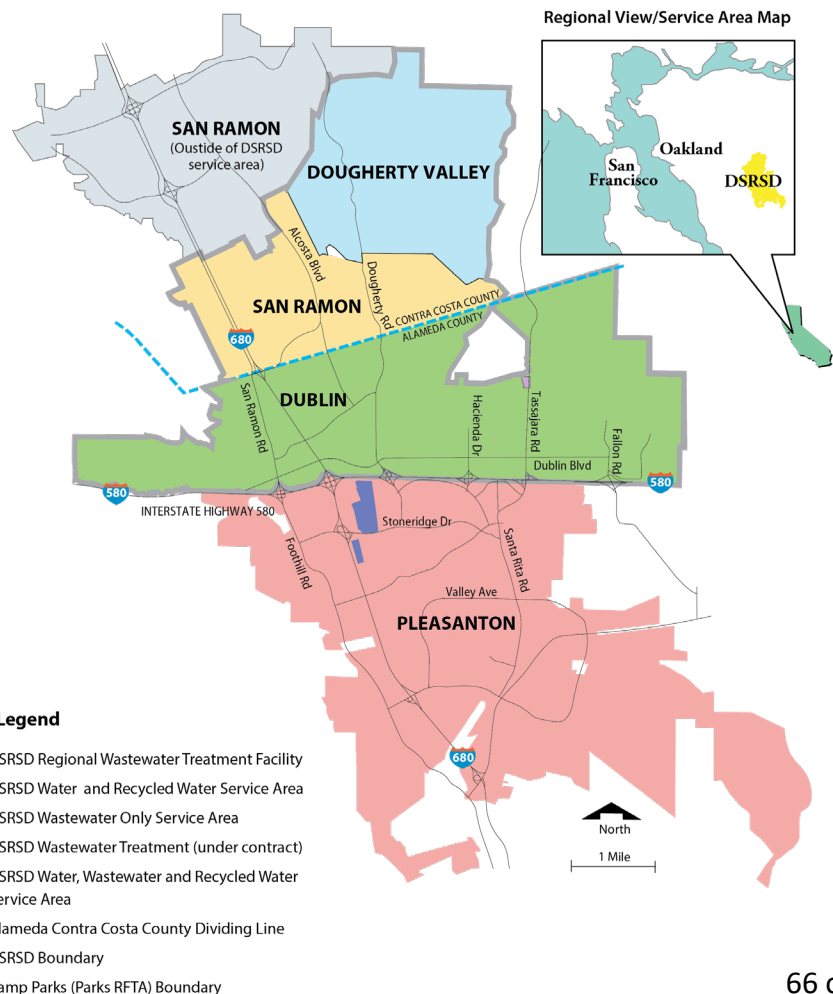 Regional View/Service Area Map
SAN RAMON
(Oustide of DSRSD
service area)
DOUGHERTY VALLEY
Oakland
San
Francisco
DSRSD
Alcosta Blvd
Dougherty Rd
SAN RAMON
CONTRA COSTA COUNTY
ALAMEDA COUNTY
680
DUBLIN
San Ramon Rd
Hacienda Dr
Tassajara Rd
Fallon Rd
Dublin Blvd
580
580
INTERSTATE HIGHWAY 580
Stoneridge Dr
Foothill Rd
Santa Rita Rd
Valley Ave
PLEASANTON
680
North
1 Mile
Legend
SRSD Regional Wastewater Treatment Facility
SRSD Water and Recycled Water Service Area
SRSD Wastewater Only Service Area
SRSD Wastewater Treatment (under contract)
SRSD Water, Wastewater and Recycled Water
ervice Area
lameda Contra Costa County Dividing Line
SRSD Boundary
amp Parks (Parks RFTA) Boundary
66